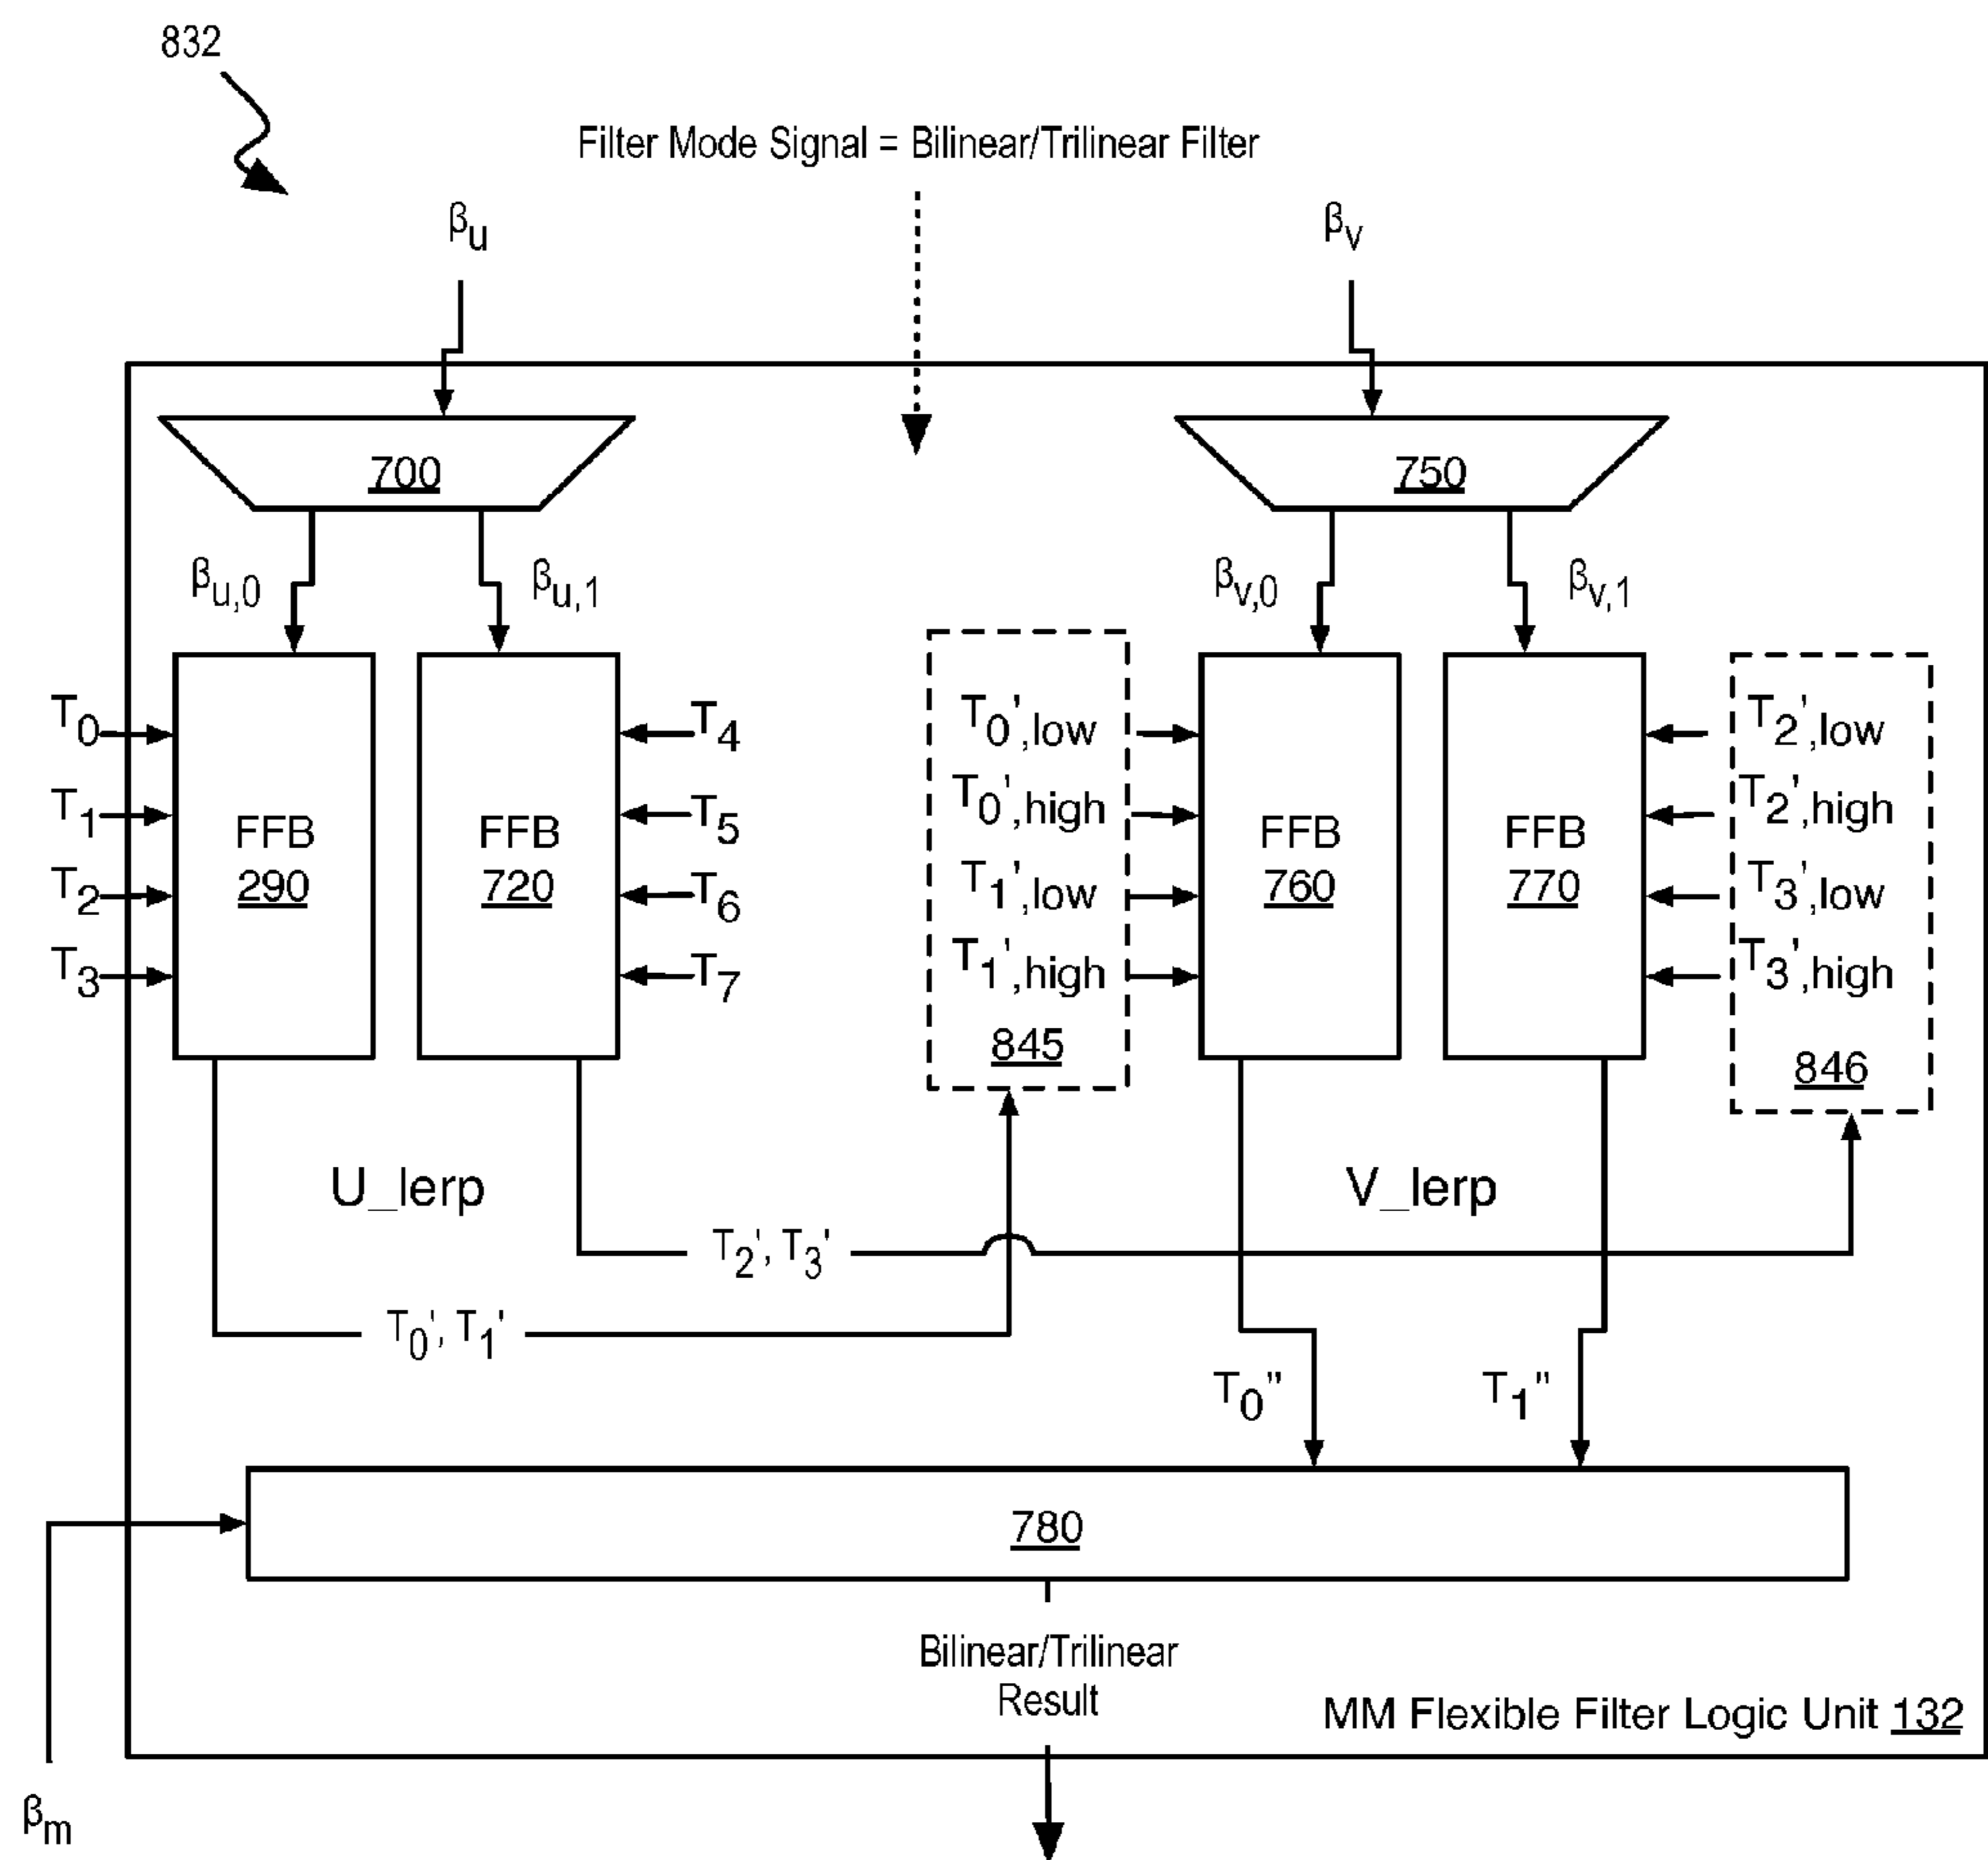 832
Filter Mode Signal = Bilinear/Trilinear Filter
βu
βv
700
750
βu,0
βu,1
βv,0
βv,1
T0
T1
T2
T3
FFB
290
FFB
720
T4
T5
T6
T7
T0',low
T0',high
T1',low
T1',high
845
FFB
760
FFB
770
T2',low
T2',high
T3',low
T3',high
846
U_lerp
V_lerp
T2', T3'
T0', T1'
T0"
T1"
780
Bilinear/Trilinear
Result
MM Flexible Filter Logic Unit 132
βm